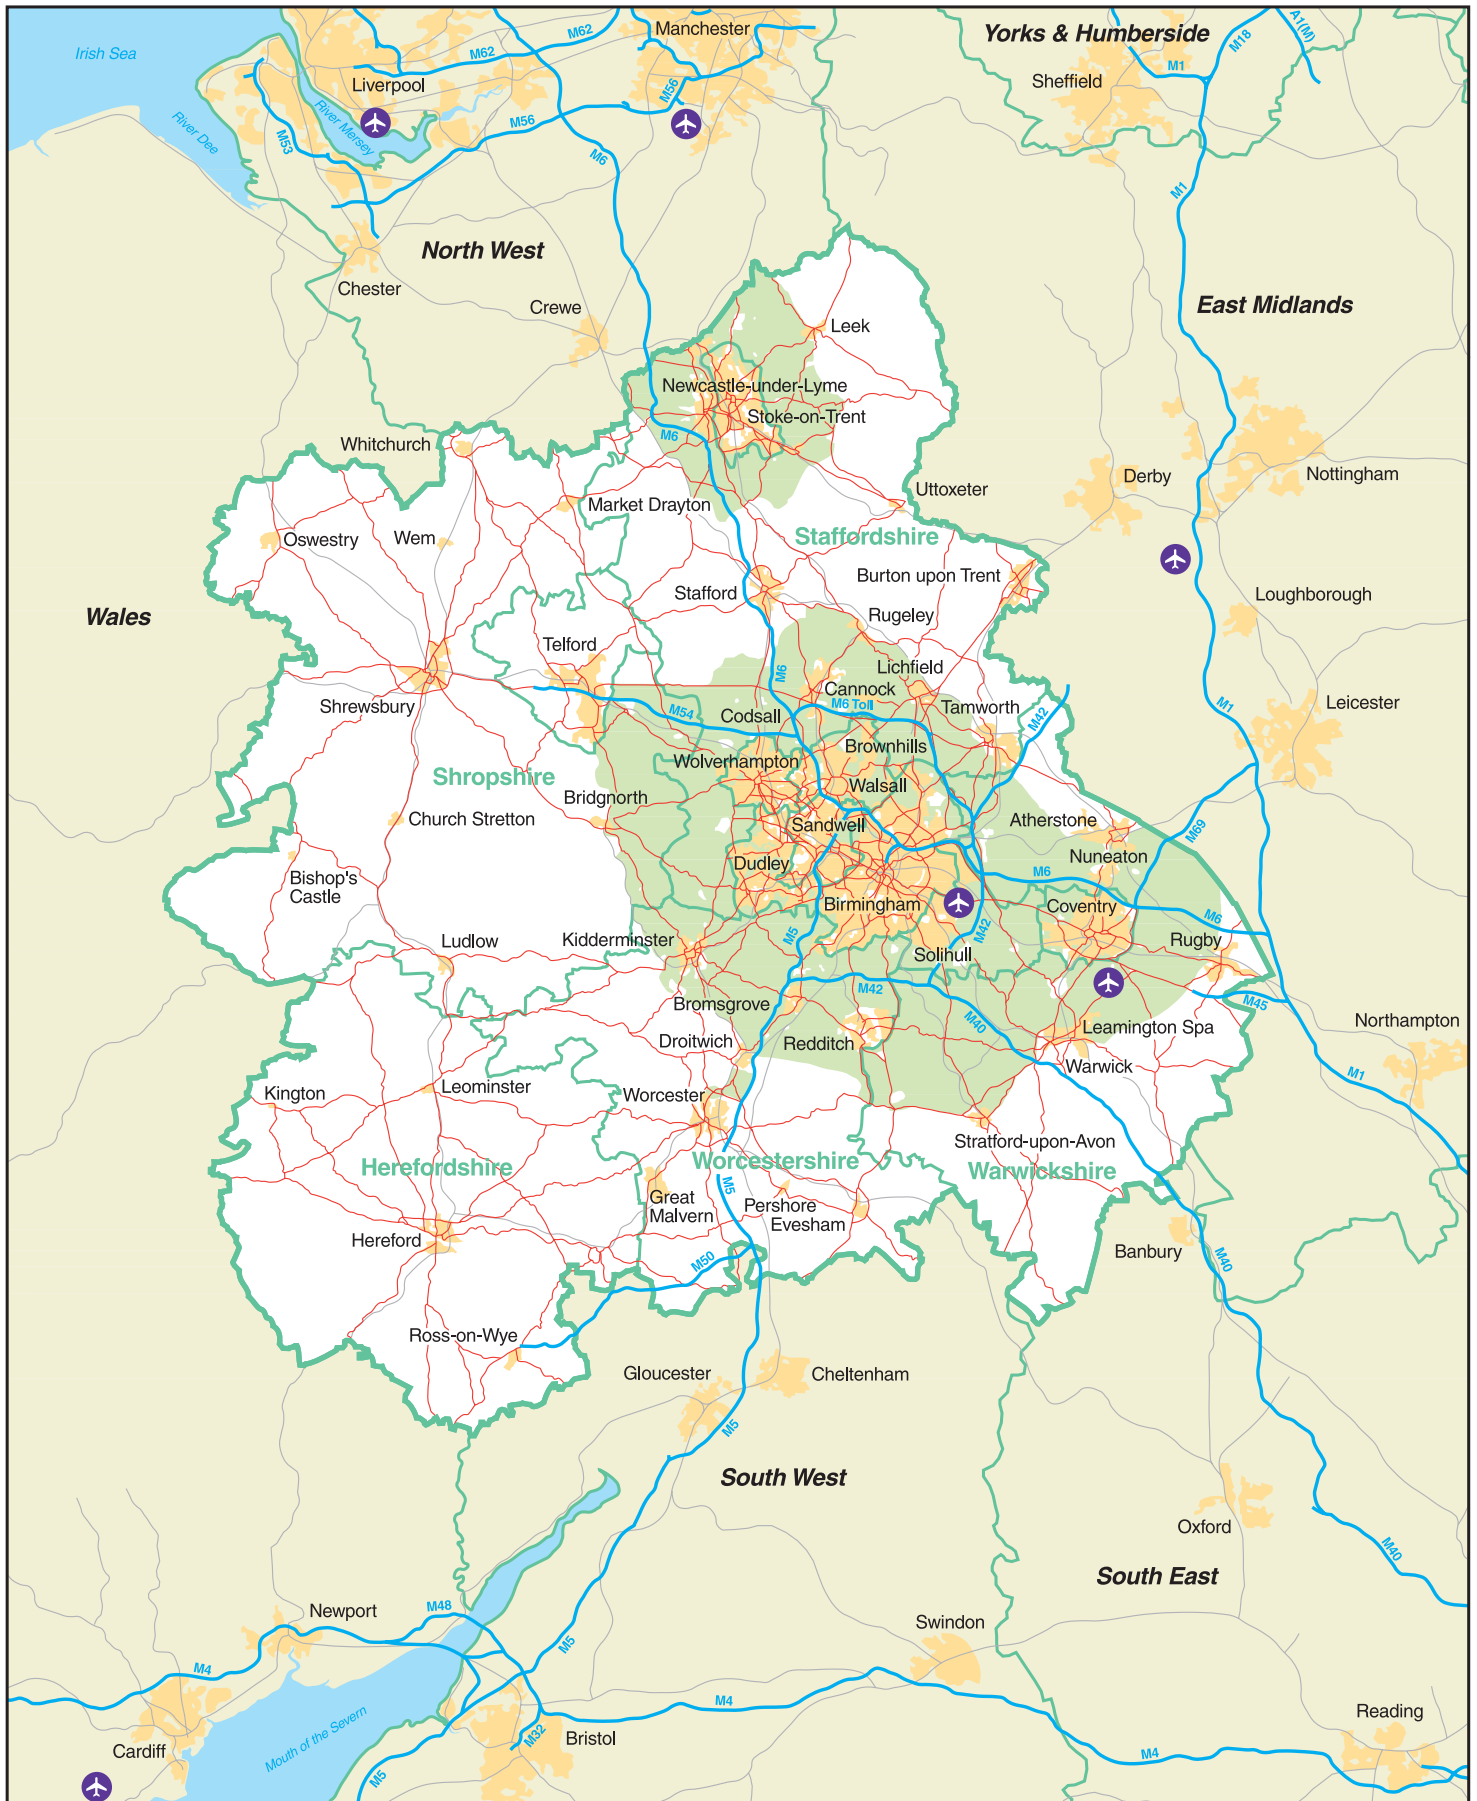 Irish Sea
M62
M62
Manchester
Yorks & Humberside
M18
A1(M)
M1
Liverpool
Sheffield
River Dee
River Mersey
M53
M56
M56
M6
M1
North West
Chester
Crewe
East Midlands
Leek
Newcastle-under-Lyme
Stoke-on-Trent
M6
Whitchurch
Derby
Nottingham
Uttoxeter
Market Drayton
Oswestry
Wem
Staffordshire
Burton upon Trent
Stafford
Loughborough
Wales
Rugeley
Telford
Lichfield
M6
Cannock
Shrewsbury
M54
Codsall
M6 Toll
Tamworth
M42
M1
Leicester
Brownhills
Wolverhampton
Shropshire
Walsall
Bridgnorth
Church Stretton
Sandwell
Atherstone
M69
Dudley
Nuneaton
Bishop's
Castle
M6
Birmingham
Coventry
M6
Ludlow
Kidderminster
M5
M42
Rugby
Solihull
M42
Bromsgrove
M45
M40
Leamington Spa
Northampton
Droitwich
Redditch
Warwick
M1
Kington
Leominster
Worcester
Stratford-upon-Avon
Herefordshire
Worcestershire
Warwickshire
M5
Great
Malvern
Pershore
Evesham
Hereford
Banbury
M40
M50
Ross-on-Wye
Gloucester
Cheltenham
M5
South West
Oxford
M40
South East
Newport
M48
Swindon
M5
M4
M4
Reading
Mouth of the Severn
M32
Bristol
Cardiff
M4
M5